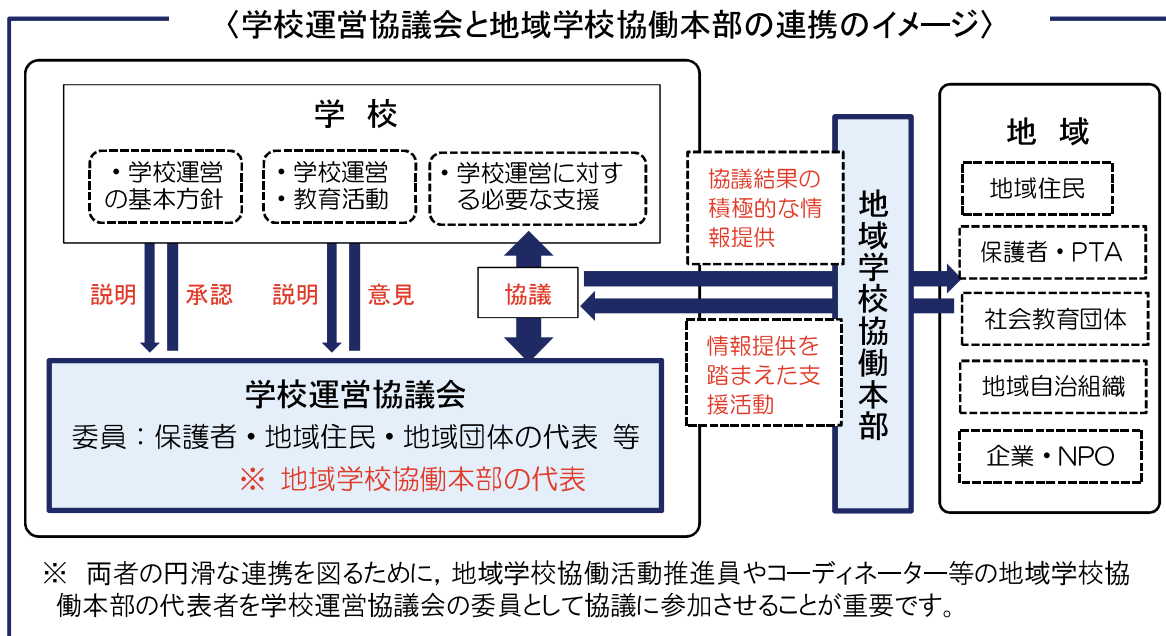 〈学校運営協議会と地域学校協働本部の連携のイメージ〉
学 校
・学校運営
の基本方針
・学校運営
・教育活動
・学校運営に対す
る必要な支援
説明
承認
説明
意見
協議
学校運営協議会
委員：保護者・地域住民・地域団体の代表 等
※ 地域学校協働本部の代表
協議結果の
積極的な情
報提供
情報提供を
踏まえた支
援活動
地域学校協働本部
地 域
地域住民
保護者・PTA
社会教育団体
地域自治組織
企業・NPO
※ 両者の円滑な連携を図るために，地域学校協働活動推進員やコーディネーター等の地域学校協
働本部の代表者を学校運営協議会の委員として協議に参加させることが重要です。